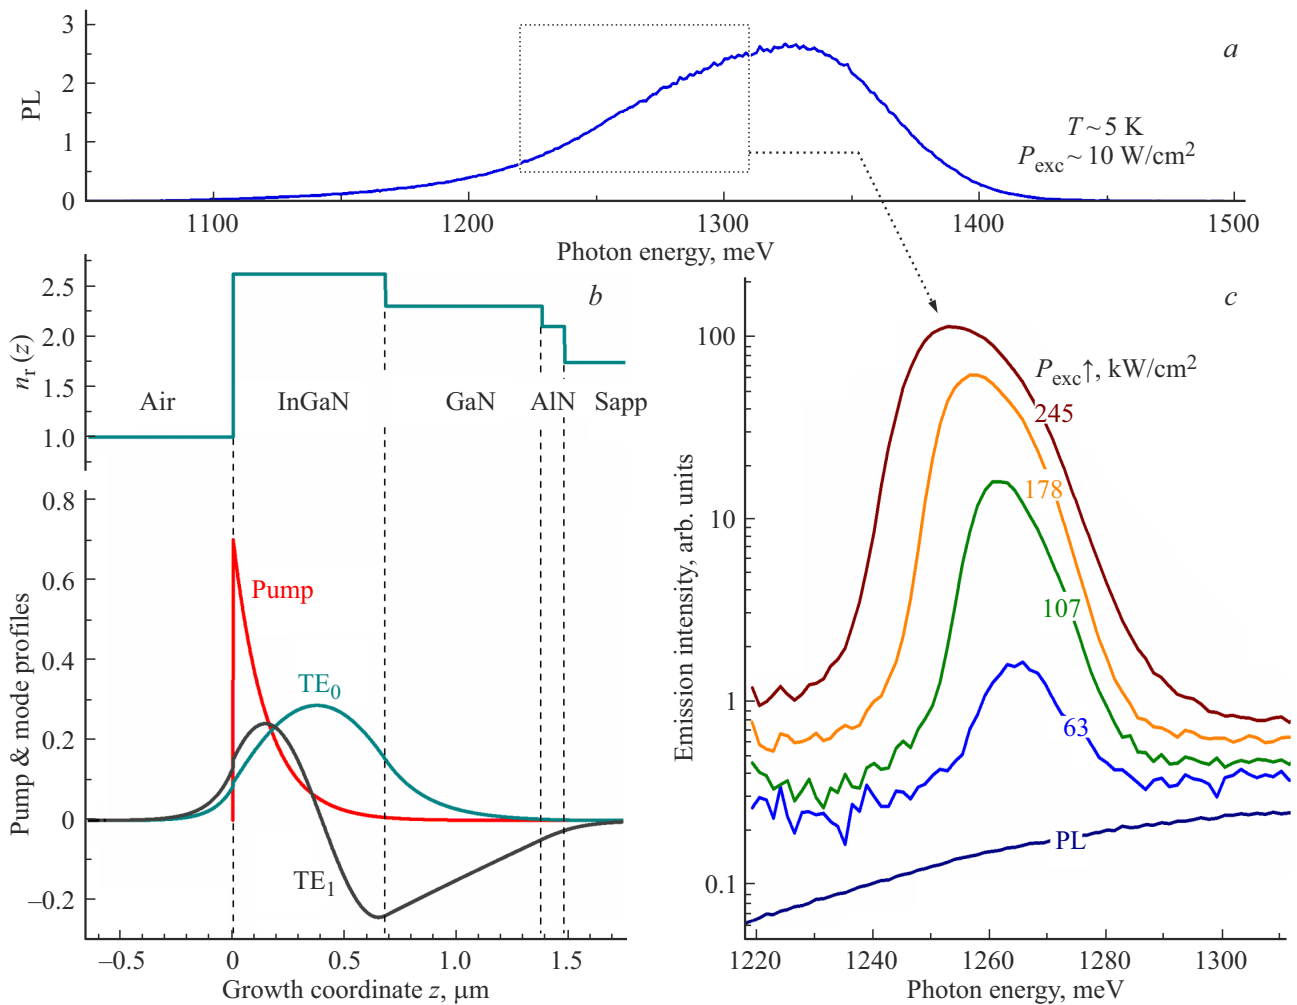 a
PL
3
2
1
0
T ~ 5 K
P_exc ~ 10 W/cm²
1100
1200
1300
1400
1500
Photon energy, meV
b
n_r(z)
2.5
2.0
1.5
1.0
Air
InGaN
GaN
AlN
Sapp
Pump & mode profiles
0.8
0.6
0.4
0.2
0
–0.2
Pump
TE₀
TE₁
–0.5
0
0.5
1.0
1.5
Growth coordinate z, μm
c
Emission intensity, arb. units
100
10
1
0.1
P_exc↑, kW/cm²
245
178
107
63
PL
1220
1240
1260
1280
1300
Photon energy, meV